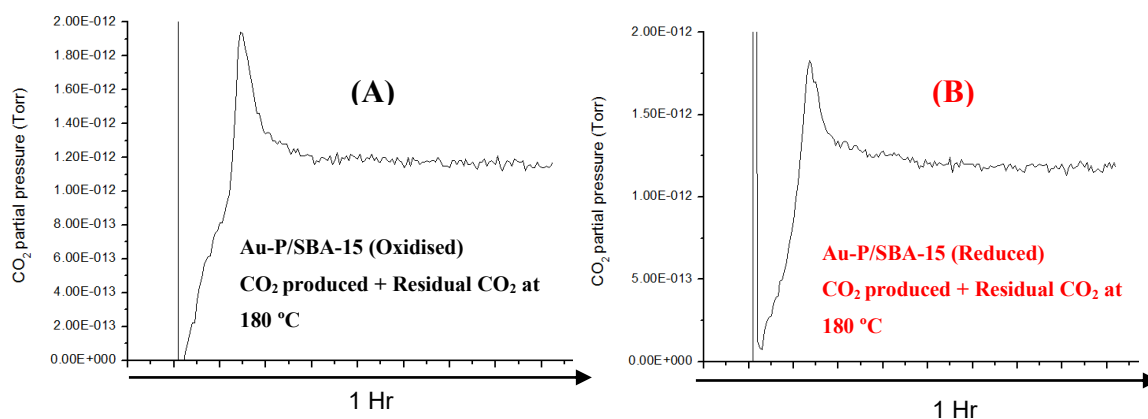 2.00E-012
1.80E-012
1.60E-012
1.40E-012
1.20E-012
1.00E-012
8.00E-013
6.00E-013
4.00E-013
2.00E-013
0.00E+000
CO₂ partial pressure (Torr)
(A)
Au-P/SBA-15 (Oxidised)
CO₂ produced + Residual CO₂ at
180 ºC
1 Hr
2.00E-012
1.50E-012
1.00E-012
5.00E-013
0.00E+000
CO₂ partial pressure (Torr)
(B)
Au-P/SBA-15 (Reduced)
CO₂ produced + Residual CO₂ at
180 ºC
1 Hr